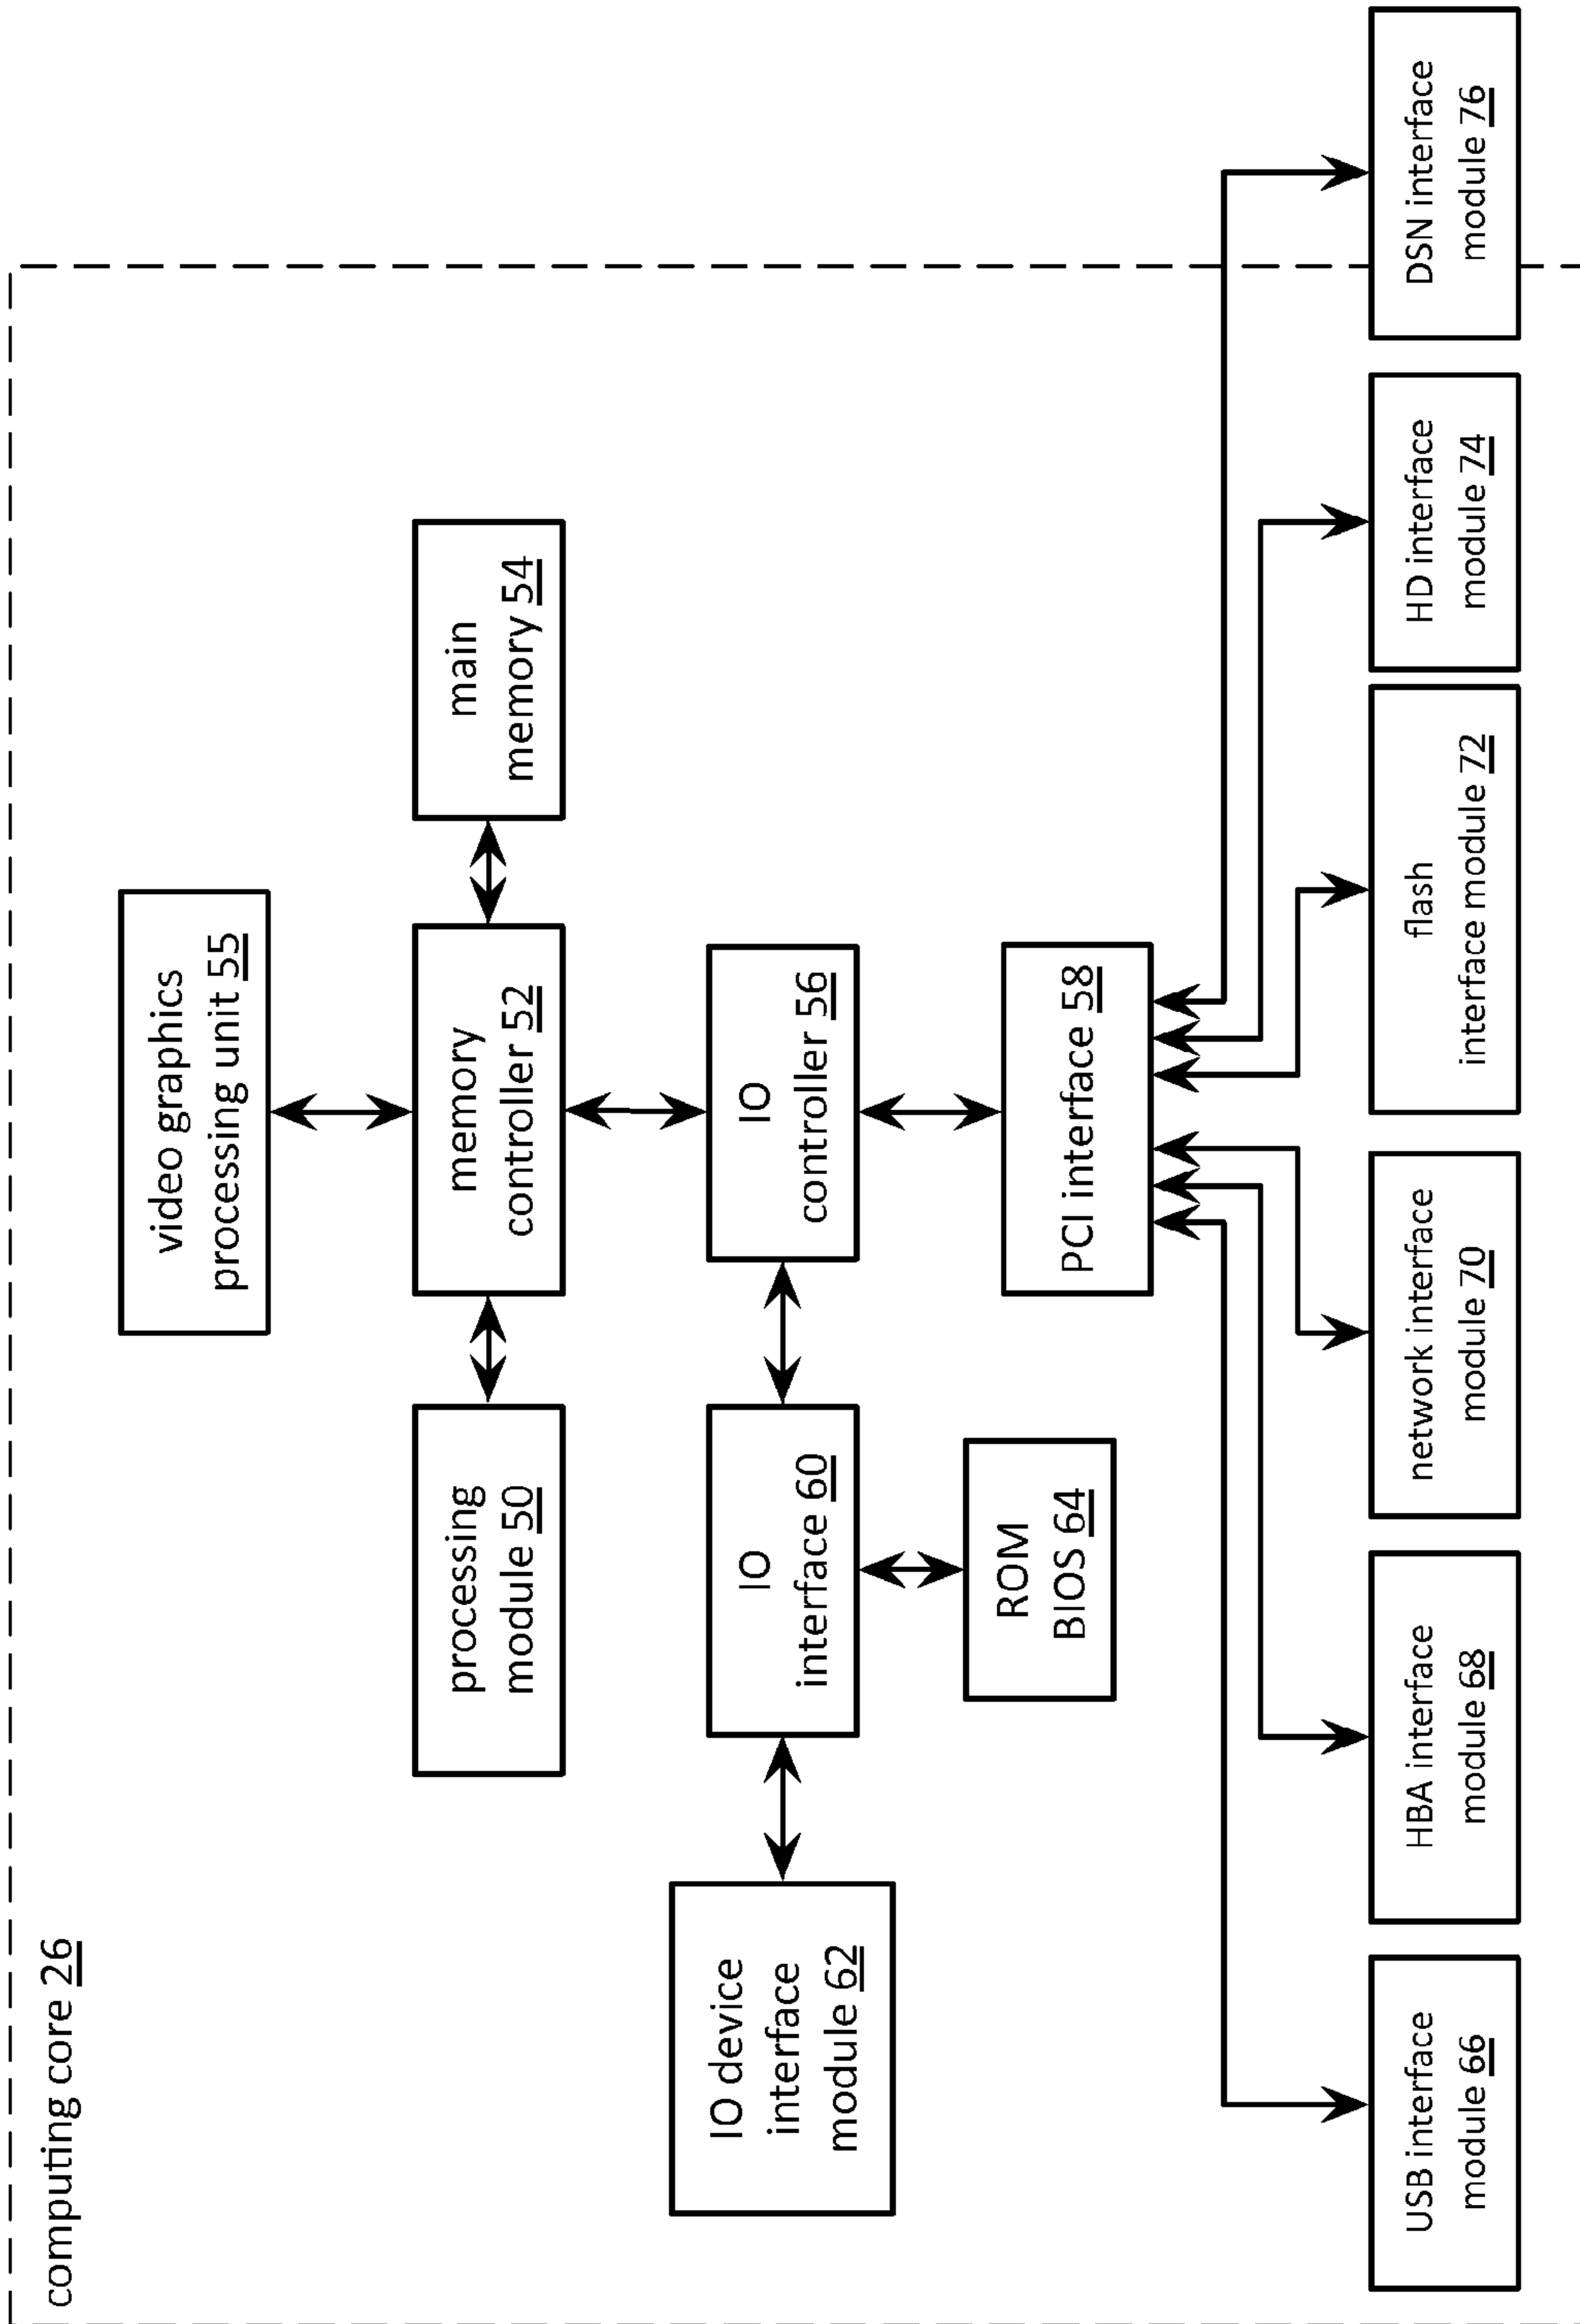 computing core 26
video graphics
processing unit 55
processing
module 50
memory
controller 52
main
memory 54
IO device
interface
module 62
IO
interface 60
IO
controller 56
ROM
BIOS 64
PCI interface 58
USB interface
module 66
HBA interface
module 68
network interface
module 70
flash
interface module 72
HD interface
module 74
DSN interface
module 76